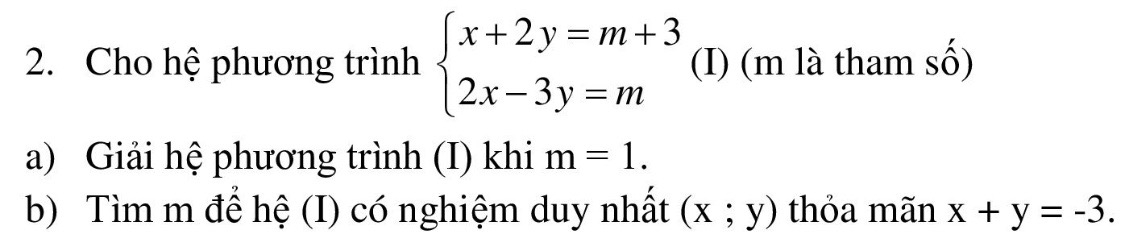 2. Cho hệ phương trình { x + 2y = m + 3 (I) (m là tham số)
2x − 3y = m
a) Giải hệ phương trình (I) khi m = 1.
b) Tìm m để hệ (I) có nghiệm duy nhất (x ; y) thỏa mãn x + y = -3.